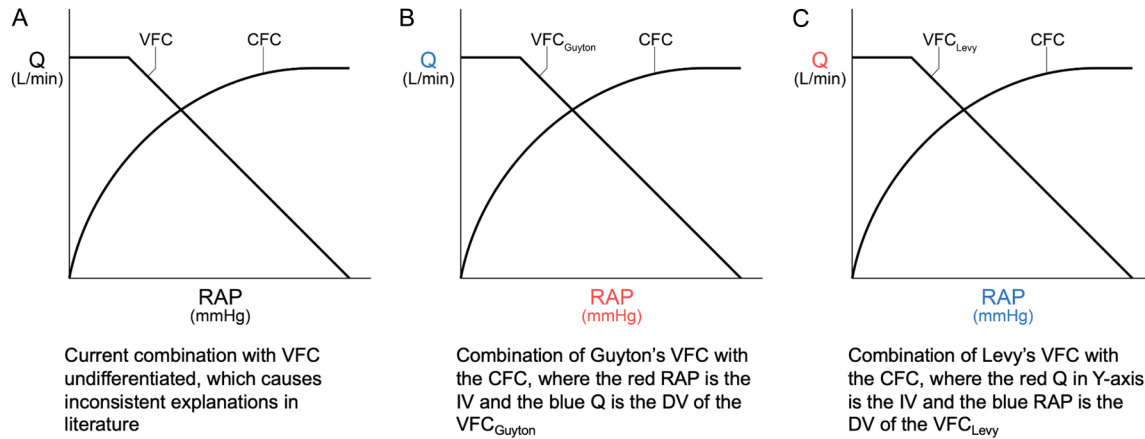 A
VFC
CFC
Q
(L/min)
RAP
(mmHg)
Current combination with VFC
undifferentiated, which causes
inconsistent explanations in
literature
B
VFCGuyton
CFC
Q
(L/min)
RAP
(mmHg)
Combination of Guyton's VFC with
the CFC, where the red RAP is the
IV and the blue Q is the DV of the
VFCGuyton
C
VFCLevy
CFC
Q
(L/min)
RAP
(mmHg)
Combination of Levy's VFC with
the CFC, where the red Q in Y-axis
is the IV and the blue RAP is the
DV of the VFCLevy